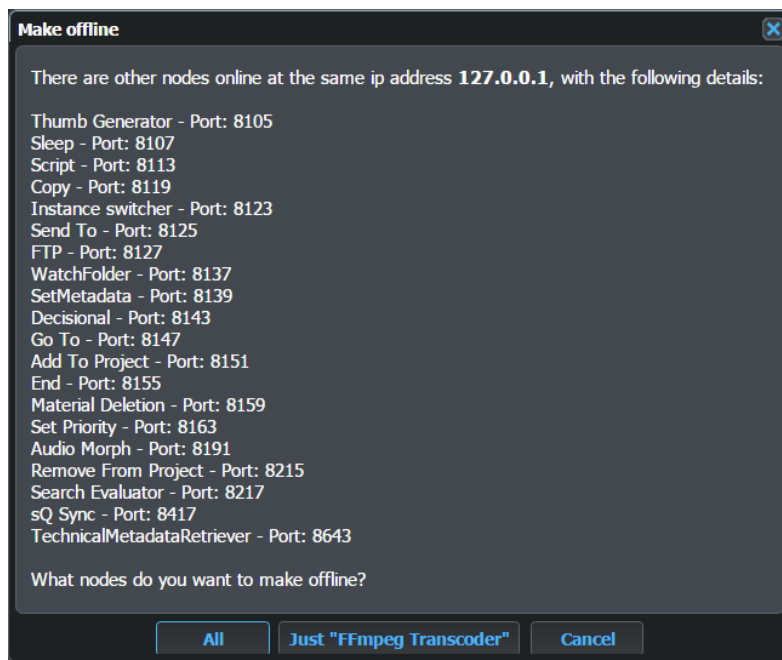 Make offline
There are other nodes online at the same ip address 127.0.0.1, with the following details:
Thumb Generator - Port: 8105
Sleep - Port: 8107
Script - Port: 8113
Copy - Port: 8119
Instance switcher - Port: 8123
Send To - Port: 8125
FTP - Port: 8127
WatchFolder - Port: 8137
SetMetadata - Port: 8139
Decisional - Port: 8143
Go To - Port: 8147
Add To Project - Port: 8151
End - Port: 8155
Material Deletion - Port: 8159
Set Priority - Port: 8163
Audio Morph - Port: 8191
Remove From Project - Port: 8215
Search Evaluator - Port: 8217
sQ Sync - Port: 8417
TechnicalMetadataRetriever - Port: 8643
What nodes do you want to make offline?
All Just "FFmpeg Transcoder" Cancel